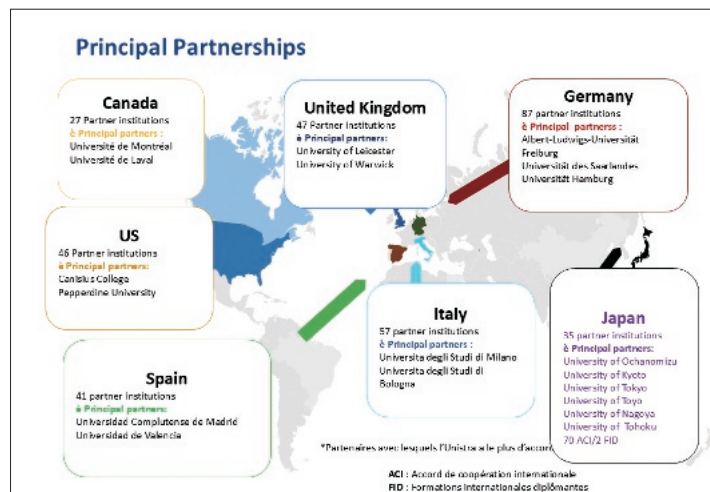 Principal Partnerships
Canada
27 Partner institutions
è Principal partners :
Université de Montréal
Université de Laval
United Kingdom
47 Partner institutions
è Principal partners:
University of Leicester
University of Warwick
Germany
87 partner institutions
è Principal partnerss :
Albert-Ludwigs-Universität
Freiburg
Universität des Saarlandes
Universität Hamburg
US
46 Partner institutions
è Principal partners:
Canisius College
Pepperdine University
Italy
57 partner institutions
è Principal partners :
Universita degli Studi di Milano
Universita degli Studi di
Bologna
Japan
35 partner institutions
è Principal partners:
University of Ochanomizu
University of Kyoto
University of Tokyo
University of Toyo
University of Nagoya
University of Tohoku
70 ACI/2 FID
Spain
41 partner institutions
è Principal partners:
Universidad Complutense de Madrid
Universidad de Valencia
*Partenaires avec lesquels l'Unistra a le plus d'accor
ACI : Accord de coopération internationale
FID : Formations internationales diplômantes